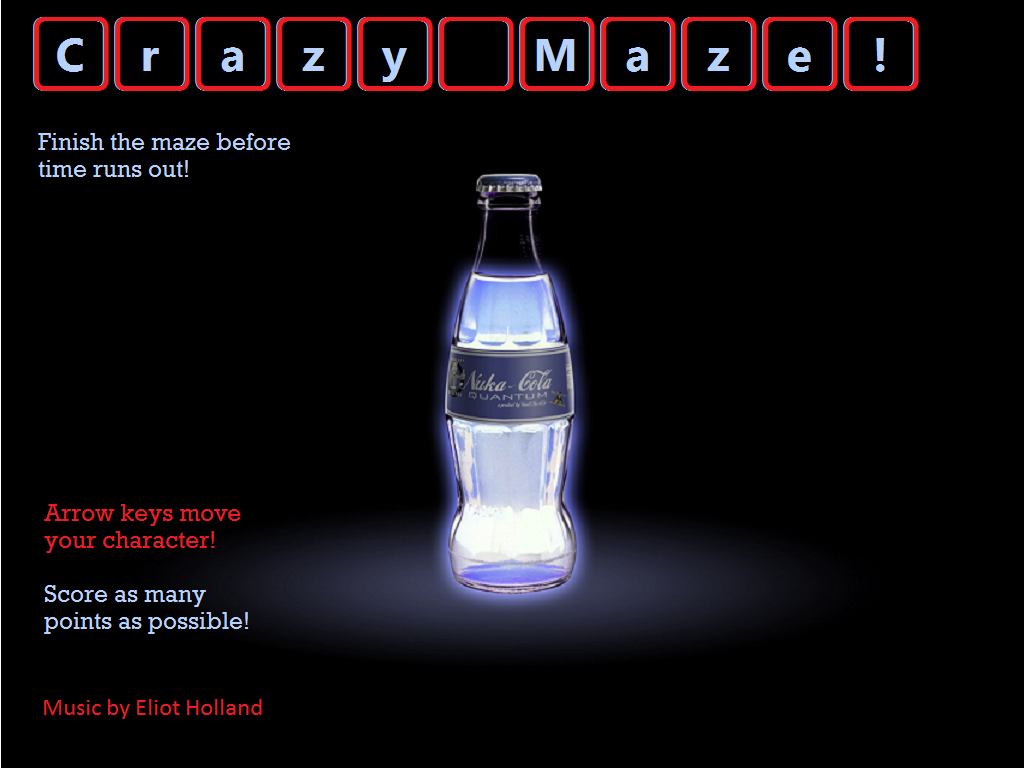 Crazy Maze!
Finish the maze before
time runs out!
Nuka-Cola
QUANTUM
Arrow keys move
your character!
Score as many
points as possible!
Music by Eliot Holland